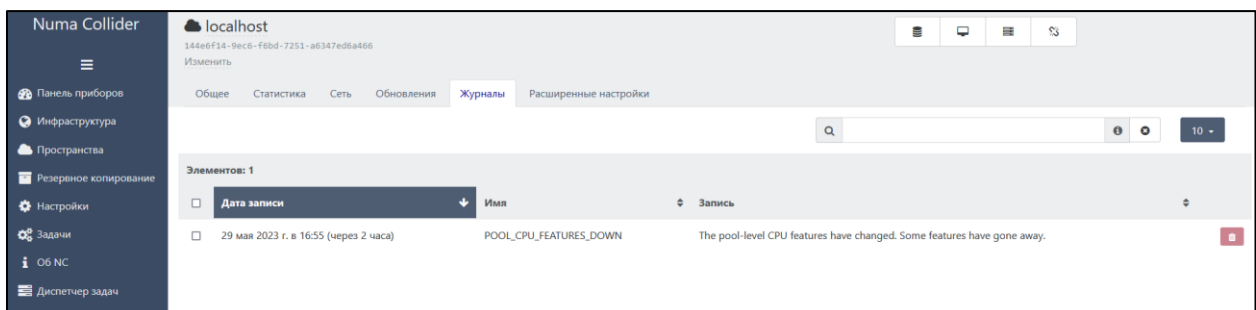 Numa Collider
localhost
144e6f14-9ec6-f6bd-7251-a6347ed6a466
Изменить
Общее Статистика Сеть Обновления Журналы Расширенные настройки
10
Панель приборов
Инфраструктура
Пространства
Резервное копирование
Настройки
Задачи
Об NC
Диспетчер задач
Элементов: 1
Дата записи Имя Запись
29 мая 2023 г. в 16:55 (через 2 часа) POOL_CPU_FEATURES_DOWN The pool-level CPU features have changed. Some features have gone away.